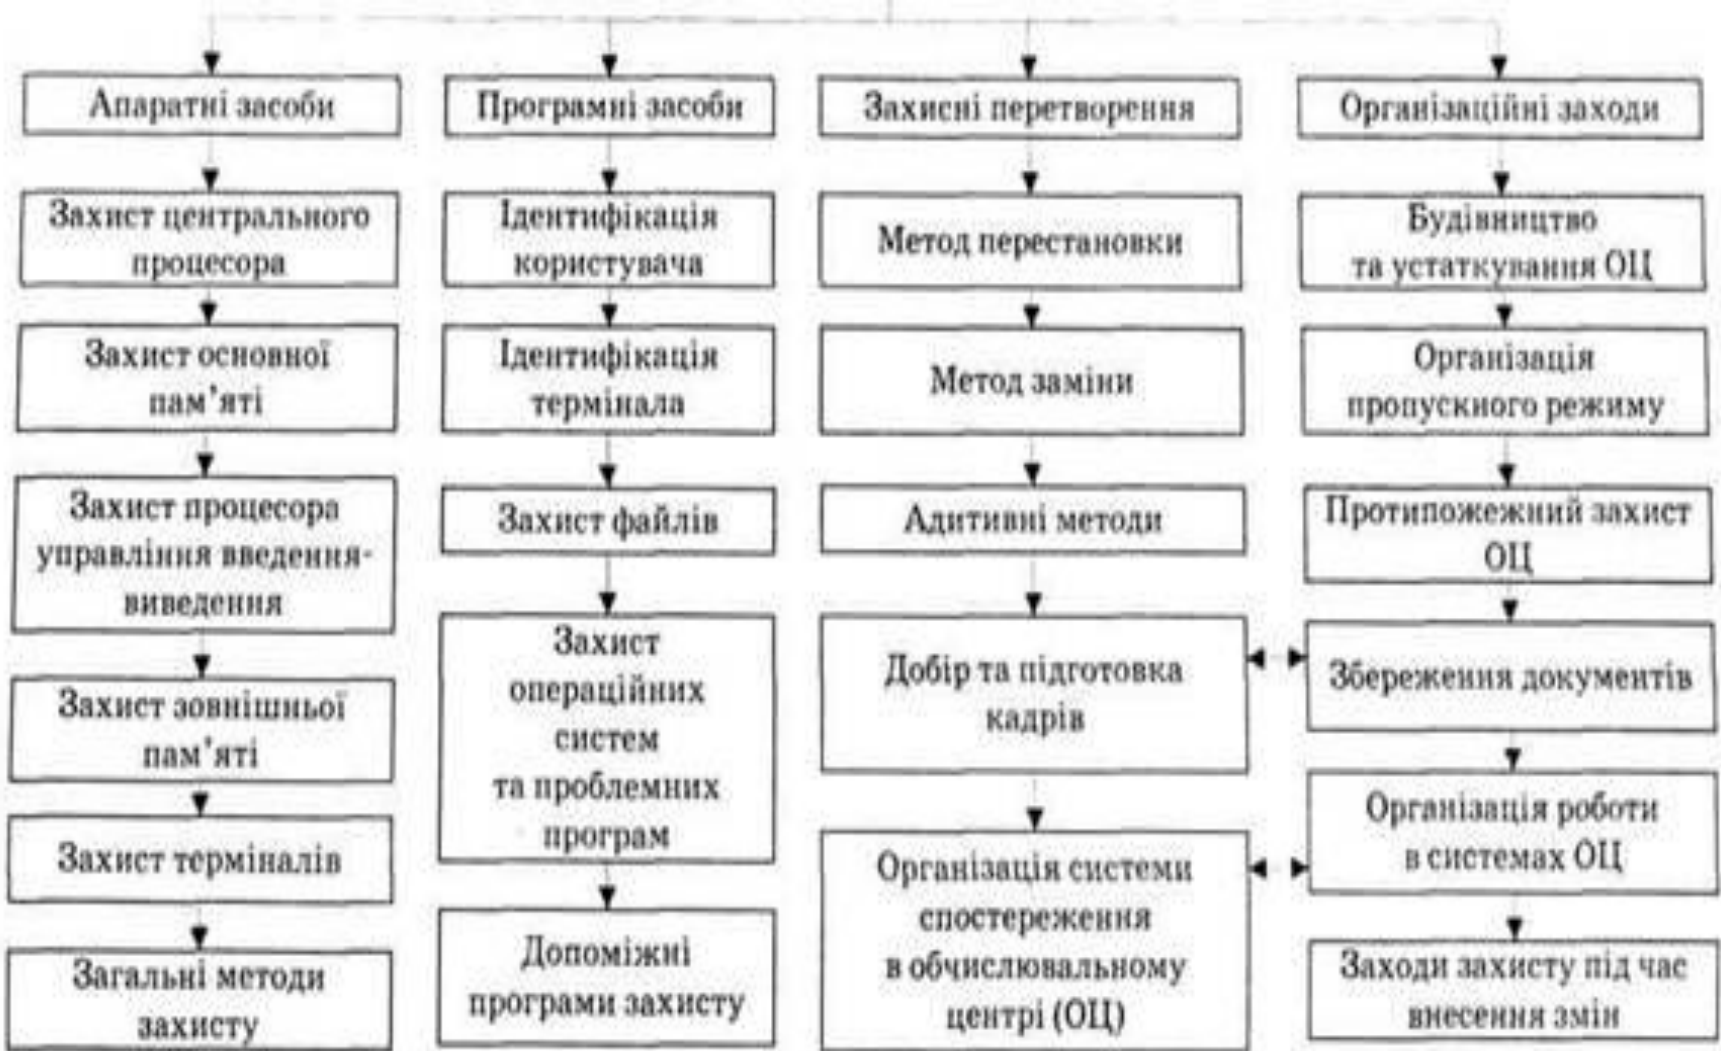 Апаратні засоби
Захист центрального
процесора
Захист основної
пам'яті
Захист процесора
управління введення-
виведення
Захист зовнішньої
пам'яті
Захист терміналів
Загальні методи
захисту
Програмні засоби
Ідентифікація
користувача
Ідентифікація
термінала
Захист файлів
Захист
операційних
систем
та проблемних
програм
Допоміжні
програми захисту
Захисні перетворення
Метод перестановки
Метод заміни
Адитивні методи
Добір та підготовка
кадрів
Організація системи
спостереження
в обчислювальному
центрі (ОЦ)
Організаційні заходи
Будівництво
та устаткування ОЦ
Організація
пропускного режиму
Протипожежний захист
ОЦ
Збереження документів
Організація роботи
в системах ОЦ
Заходи захисту під час
внесення змін